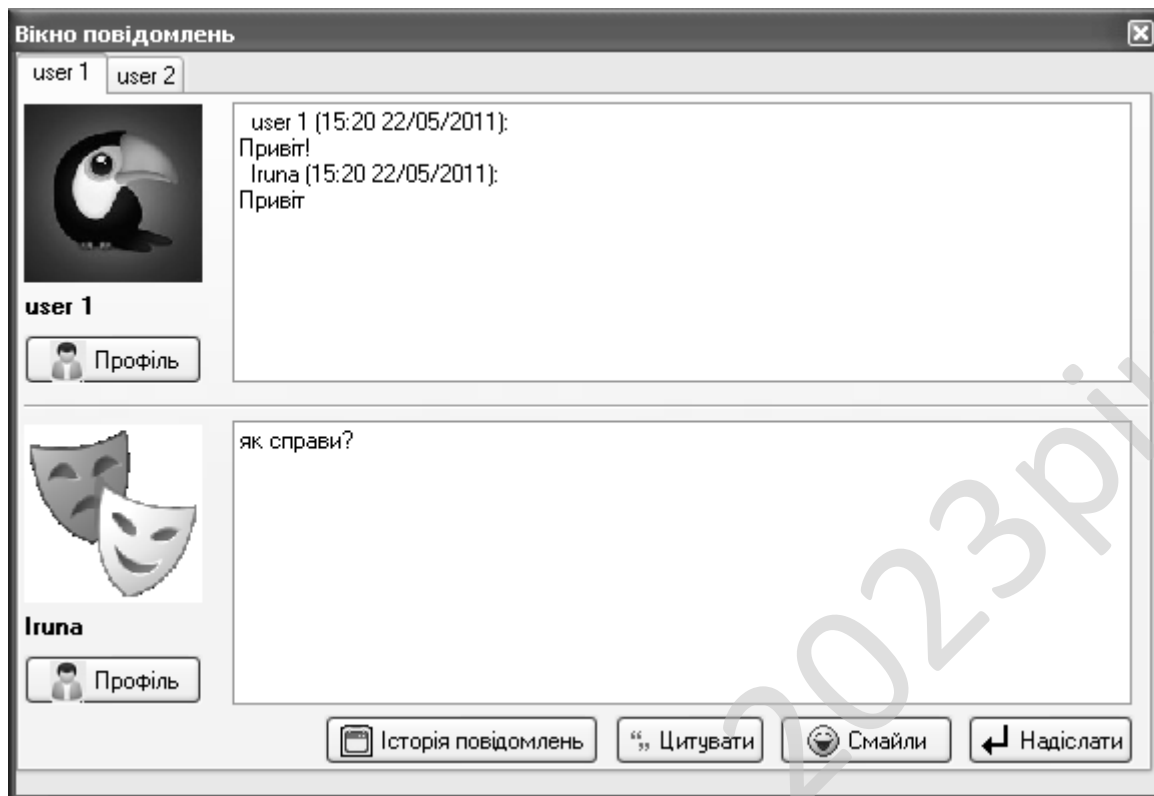 Вікно повідомлень
user 1
user 2
user 1 (15:20 22/05/2011):
Привіт!
Iruna (15:20 22/05/2011):
Привіт
user 1
Профіль
як справи?
Iruna
Профіль
Історія повідомлень
Цитувати
Смайли
Надіслати
2023рік